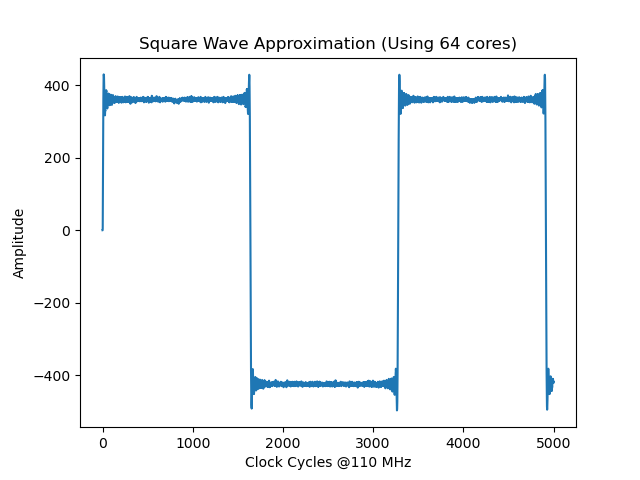 Square Wave Approximation (Using 64 cores)
400
200
0
−200
−400
Amplitude
0 1000 2000 3000 4000 5000
Clock Cycles @110 MHz